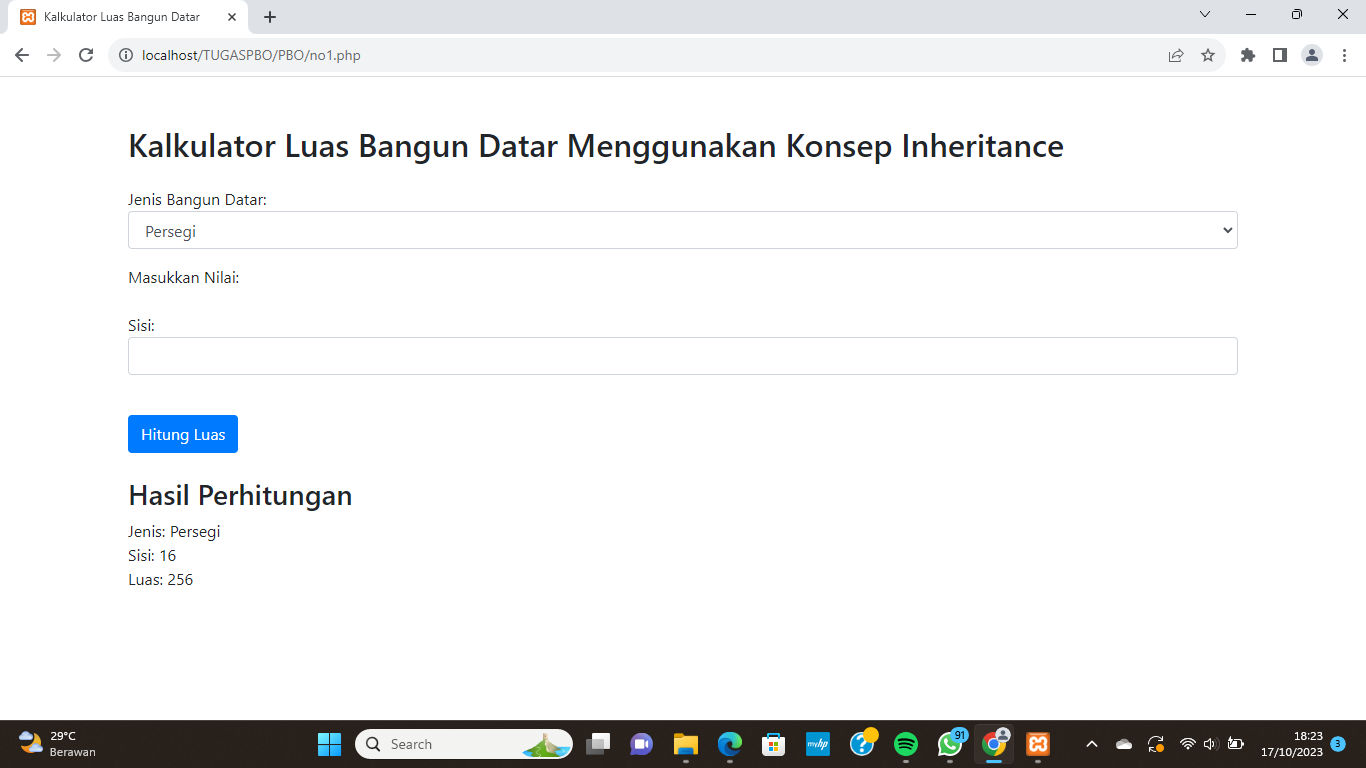 Kalkulator Luas Bangun Datar
localhost/TUGASPBO/PBO/no1.php
Kalkulator Luas Bangun Datar Menggunakan Konsep Inheritance
Jenis Bangun Datar:
Persegi
Masukkan Nilai:
Sisi:
Hitung Luas
Hasil Perhitungan
Jenis: Persegi
Sisi: 16
Luas: 256
29°C
Berawan
Search
myhp
91
18:23
17/10/2023
3